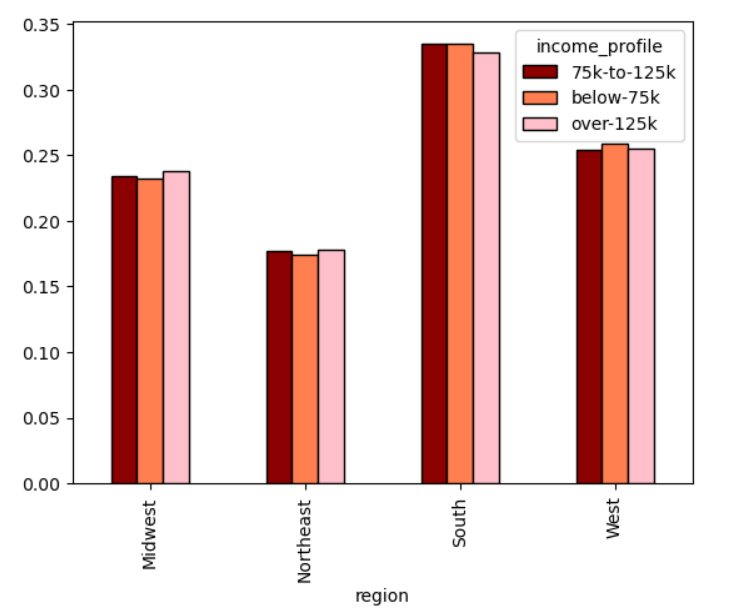 0.35
0.30
0.25
0.20
0.15
0.10
0.05
0.00
income_profile
75k-to-125k
below-75k
over-125k
Midwest
Northeast
South
West
region